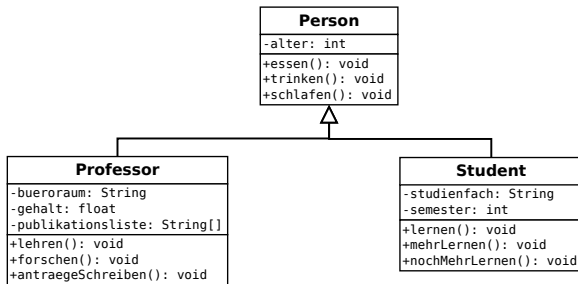 Person
-alter: int
+essen(): void
+trinken(): void
+schlafen(): void
Professor
-bueroraum: String
-gehalt: float
-publikationsliste: String[]
+lehren(): void
+forschen(): void
+antraegeSchreiben(): void
Student
-studienfach: String
-semester: int
+lernen(): void
+mehrLernen(): void
+nochMehrLernen(): void